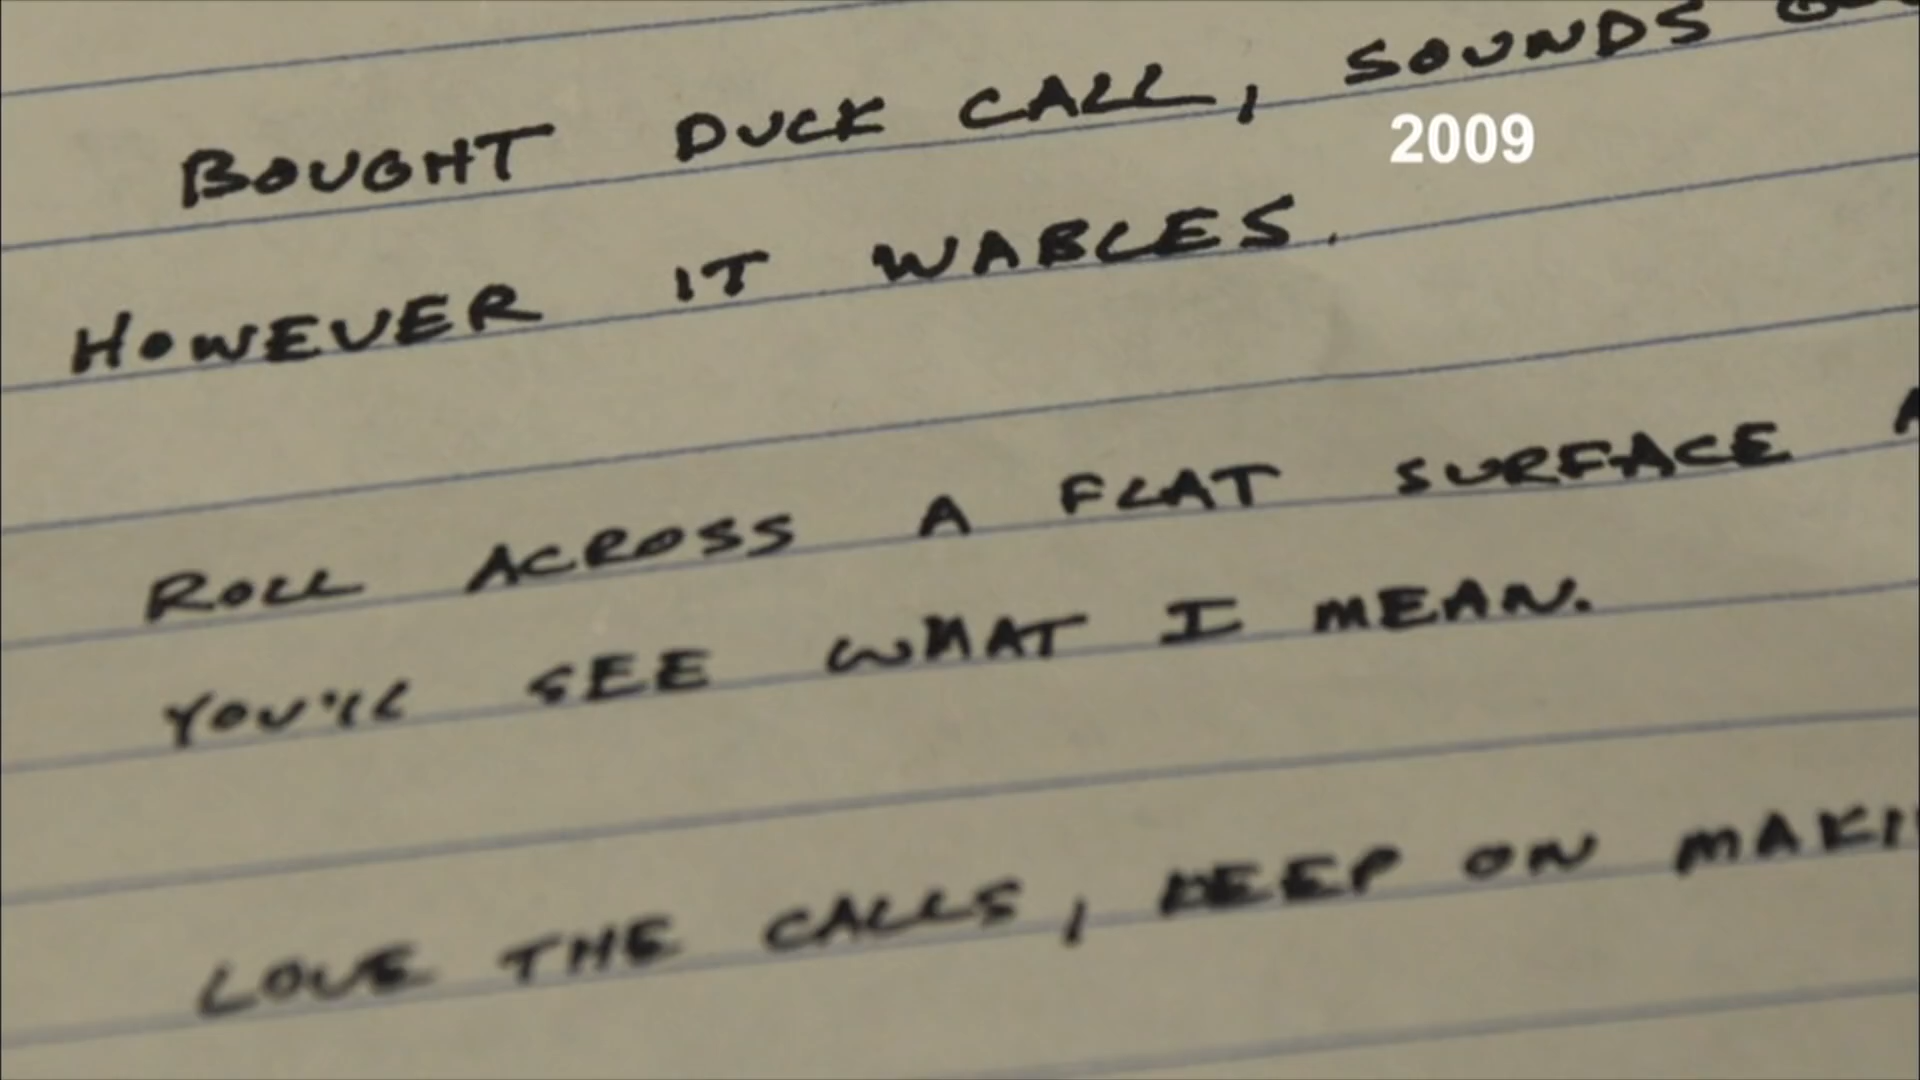 BOUGHT DUCK CALL, SOUNDS
2009
HOWEVER IT WABLES.
ROLL ACROSS A FLAT SURFACE
YOU'LL SEE WHAT I MEAN.
LOVE THE CALLS, KEEP ON